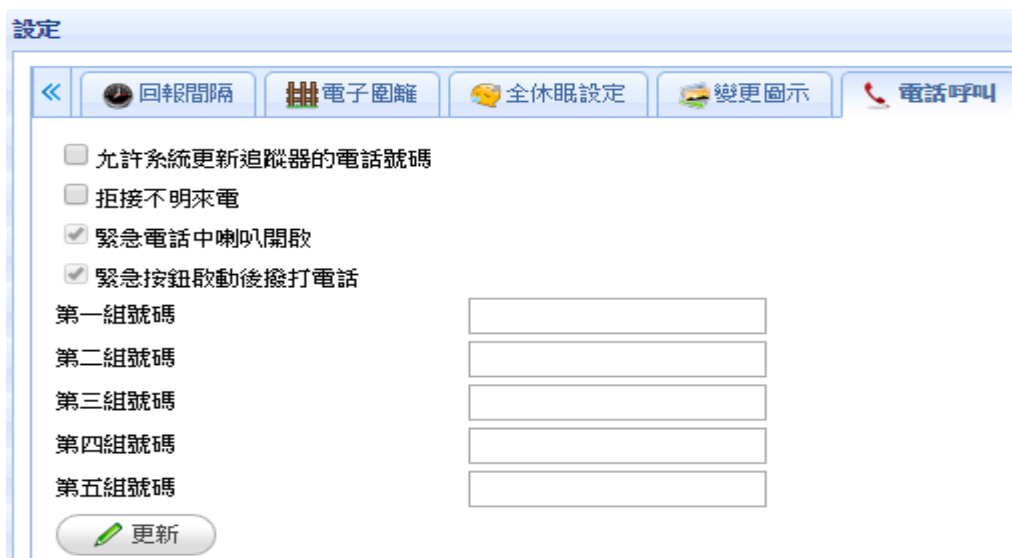 設定
« 回報間隔 電子圍籬 全休眠設定 變更圖示 電話呼叫
允許系統更新追蹤器的電話號碼
拒接不明來電
緊急電話中喇叭開啟
緊急按鈕啟動後撥打電話
第一組號碼
第二組號碼
第三組號碼
第四組號碼
第五組號碼
更新